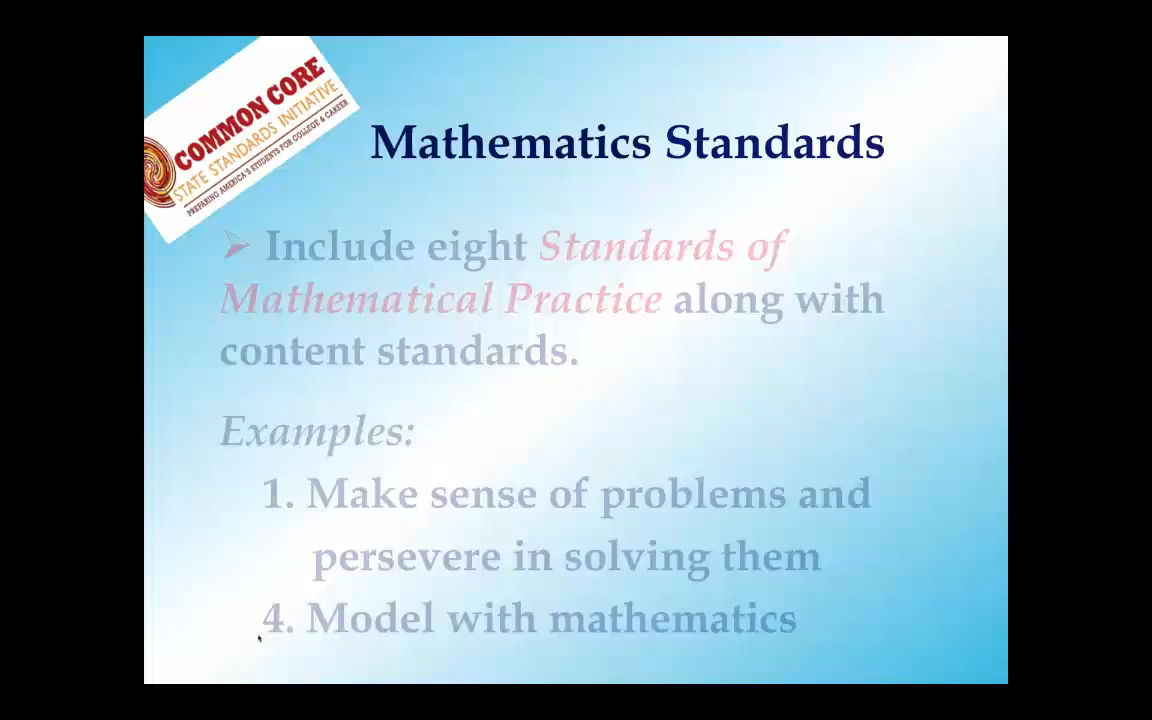 COMMON CORE
STATE STANDARDS INITIATIVE
PREPARING AMERICA'S STUDENTS FOR COLLEGE & CAREER
Mathematics Standards
Include eight Standards of
Mathematical Practice along with
content standards.
Examples:
1. Make sense of problems and
persevere in solving them
4. Model with mathematics